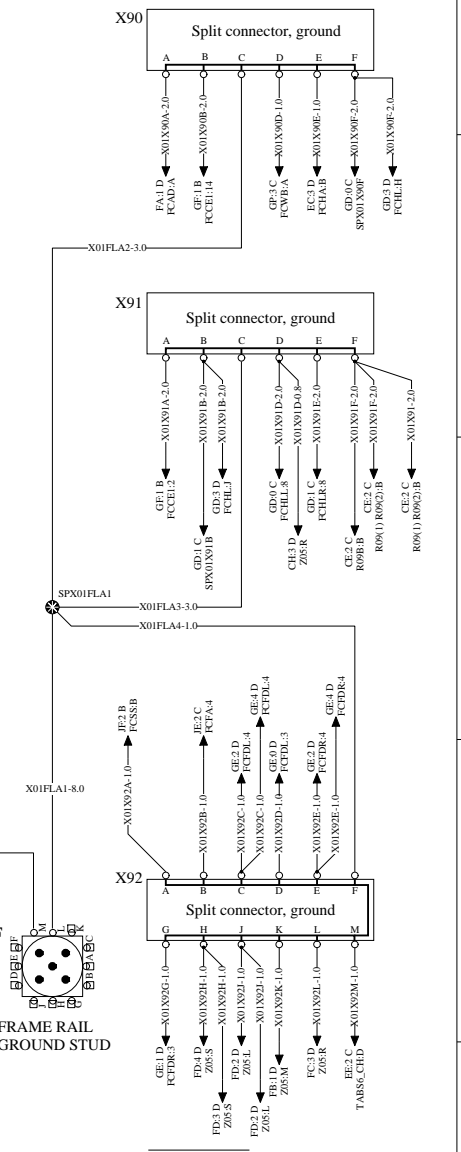 X90
Split connector, ground
A B C D E F
X01X90A-2.0
X01X90B-2.0
X01X90D-1.0
X01X90E-1.0
X01X90F-2.0
X01X90F-2.0
FA:1 D
FCAD:A
GF:1 B
FCCE1:14
GP:3 C
FCWB:A
EC:3 D
FCHA:B
GD:0 C
SPX01X90F
GD:3 D
FCHL:H
X01FLA2-3.0
X91
Split connector, ground
A B C D E F
X01X91A-2.0
X01X91B-2.0
X01X91B-2.0
X01X91D-2.0
X01X91D-0.8
X01X91E-2.0
X01X91F-2.0
X01X91F-2.0
X01X91-2.0
GF:1 B
FCCE1:2
GD:1 C
SPX01X91B
GD:3 D
FCHL:J
GD:0 C
FCHLL:8
CH:3 D
Z05:R
GD:1 C
FCHLR:8
CE:2 C
R09B:B
CE:2 C
R09(1) R09(2):B
CE:2 C
R09(1) R09(2):B
SPX01FLA1
X01FLA3-3.0
X01FLA4-1.0
JF:2 B
FCSS:B
JE:2 C
FCFA:4
GE:2 D
FCFDL:4
GE:4 D
FCFDL:4
GE:0 D
FCFDL:3
GE:2 D
FCFDR:4
GE:4 D
FCFDR:4
X01FLA1-8.0
X01X92A-1.0
X01X92B-1.0
X01X92C-1.0
X01X92C-1.0
X01X92D-1.0
X01X92E-1.0
X01X92E-1.0
X92
A B C D E F
Split connector, ground
G H J K L M
X01X92G-1.0
X01X92H-1.0
X01X92H-1.0
X01X92J-1.0
X01X92J-1.0
X01X92K-1.0
X01X92L-1.0
X01X92M-1.0
GE:1 D
FCFDR:3
FD:4 D
Z05:S
FD:3 D
Z05:S
FD:2 D
Z05:L
FD:2 D
Z05:L
FB:1 D
Z05:M
FC:3 D
Z05:R
EE:2 C
TABS6_CH:D
M L K
F E D
C A B
J H G
FRAME RAIL
GROUND STUD